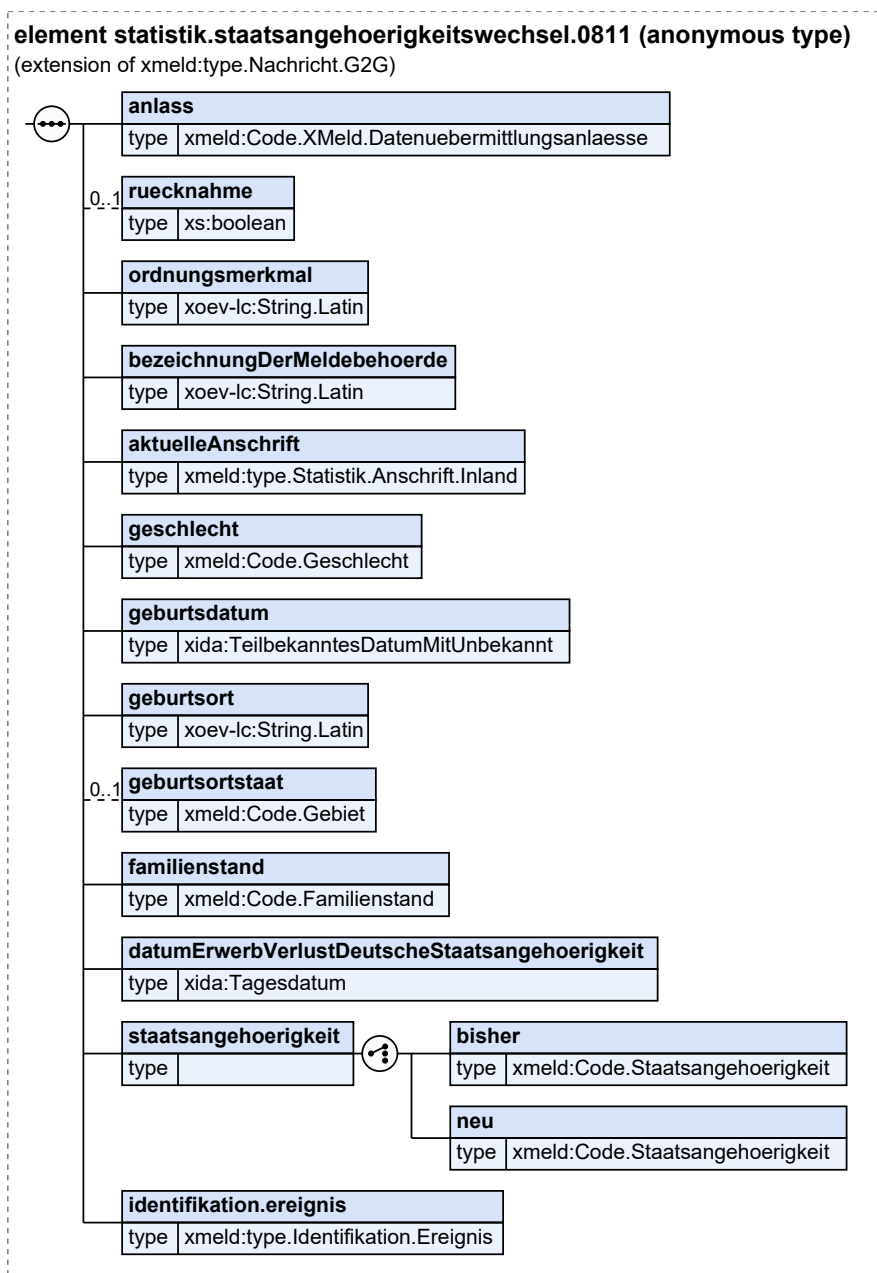 element statistik.staatsangehoerigkeitswechsel.0811 (anonymous type)
(extension of xmeld:type.Nachricht.G2G)
anlass
type xmeld:Code.XMeld.Datenuebermittlungsanlaesse
0..1 ruecknahme
type xs:boolean
ordnungsmerkmal
type xoev-lc:String.Latin
bezeichnungDerMeldebehoerde
type xoev-lc:String.Latin
aktuelleAnschrift
type xmeld:type.Statistik.Anschrift.Inland
geschlecht
type xmeld:Code.Geschlecht
geburtsdatum
type xida:TeilbekanntesDatumMitUnbekannt
geburtsort
type xoev-lc:String.Latin
0..1 geburtsortstaat
type xmeld:Code.Gebiet
familienstand
type xmeld:Code.Familienstand
datumErwerbVerlustDeutscheStaatsangehoerigkeit
type xida:Tagesdatum
staatsangehoerigkeit
type
bisher
type xmeld:Code.Staatsangehoerigkeit
neu
type xmeld:Code.Staatsangehoerigkeit
identifikation.ereignis
type xmeld:type.Identifikation.Ereignis